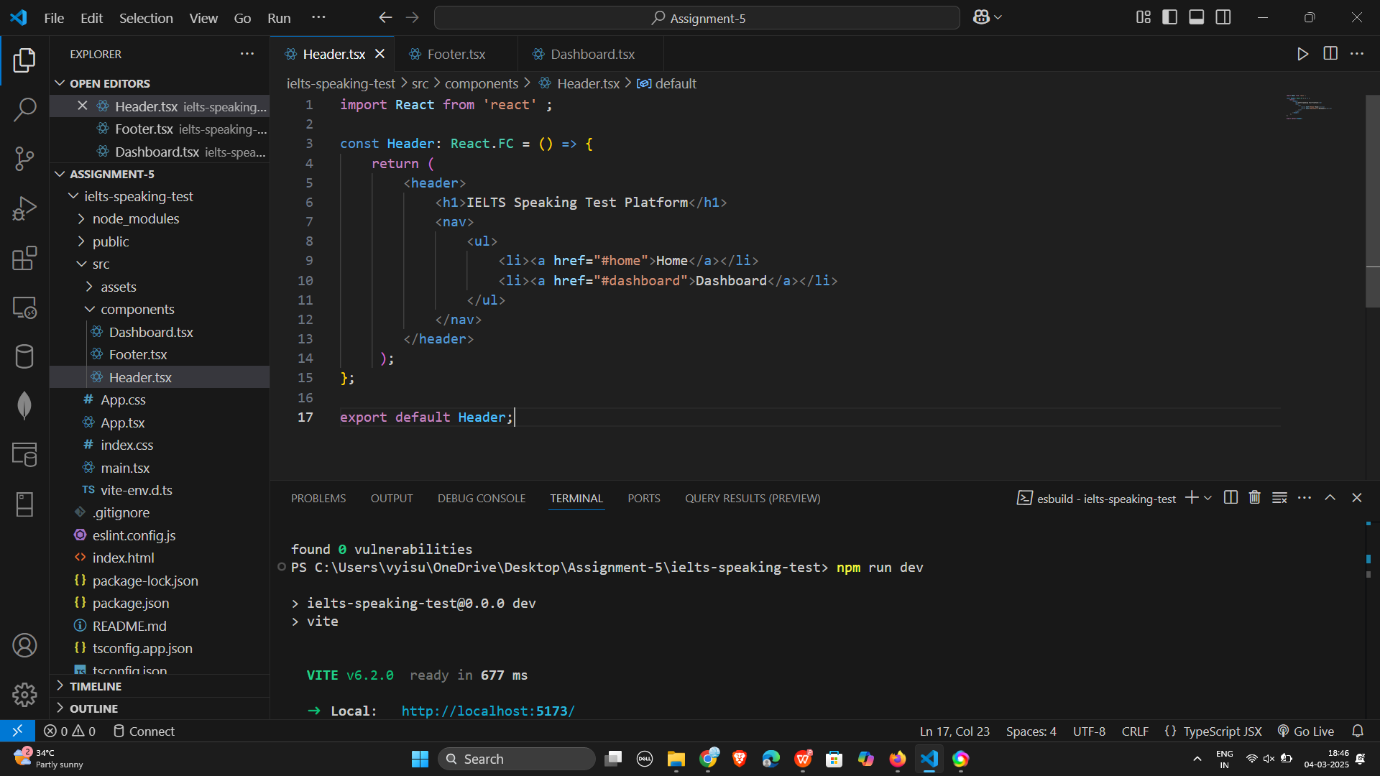 File Edit Selection View Go Run ··· Assignment-5
EXPLORER ···
OPEN EDITORS
Header.tsx ielts-speaking...
Footer.tsx ielts-speaking-...
Dashboard.tsx ielts-spea...
ASSIGNMENT-5
ielts-speaking-test
node_modules
public
src
assets
components
Dashboard.tsx
Footer.tsx
Header.tsx
App.css
App.tsx
index.css
main.tsx
TS vite-env.d.ts
.gitignore
eslint.config.js
index.html
package-lock.json
package.json
README.md
tsconfig.app.json
tsconfig.json
TIMELINE
OUTLINE
Header.tsx Footer.tsx Dashboard.tsx
ielts-speaking-test > src > components > Header.tsx > default
1 import React from 'react' ;
2
3 const Header: React.FC = () => {
4 return (
5 <header>
6 <h1>IELTS Speaking Test Platform</h1>
7 <nav>
8 <ul>
9 <li><a href="#home">Home</a></li>
10 <li><a href="#dashboard">Dashboard</a></li>
11 </ul>
12 </nav>
13 </header>
14 );
15 };
16
17 export default Header;
PROBLEMS OUTPUT DEBUG CONSOLE TERMINAL PORTS QUERY RESULTS (PREVIEW) esbuild - ielts-speaking-test
found 0 vulnerabilities
PS C:\Users\vyisu\OneDrive\Desktop\Assignment-5\ielts-speaking-test> npm run dev
> ielts-speaking-test@0.0.0 dev
> vite
VITE v6.2.0 ready in 677 ms
➜ Local: http://localhost:5173/
0 0 Connect Ln 17, Col 23 Spaces: 4 UTF-8 CRLF {} TypeScript JSX Go Live
34°C
Partly sunny
Search
ENG
IN
18:46
04-03-2025